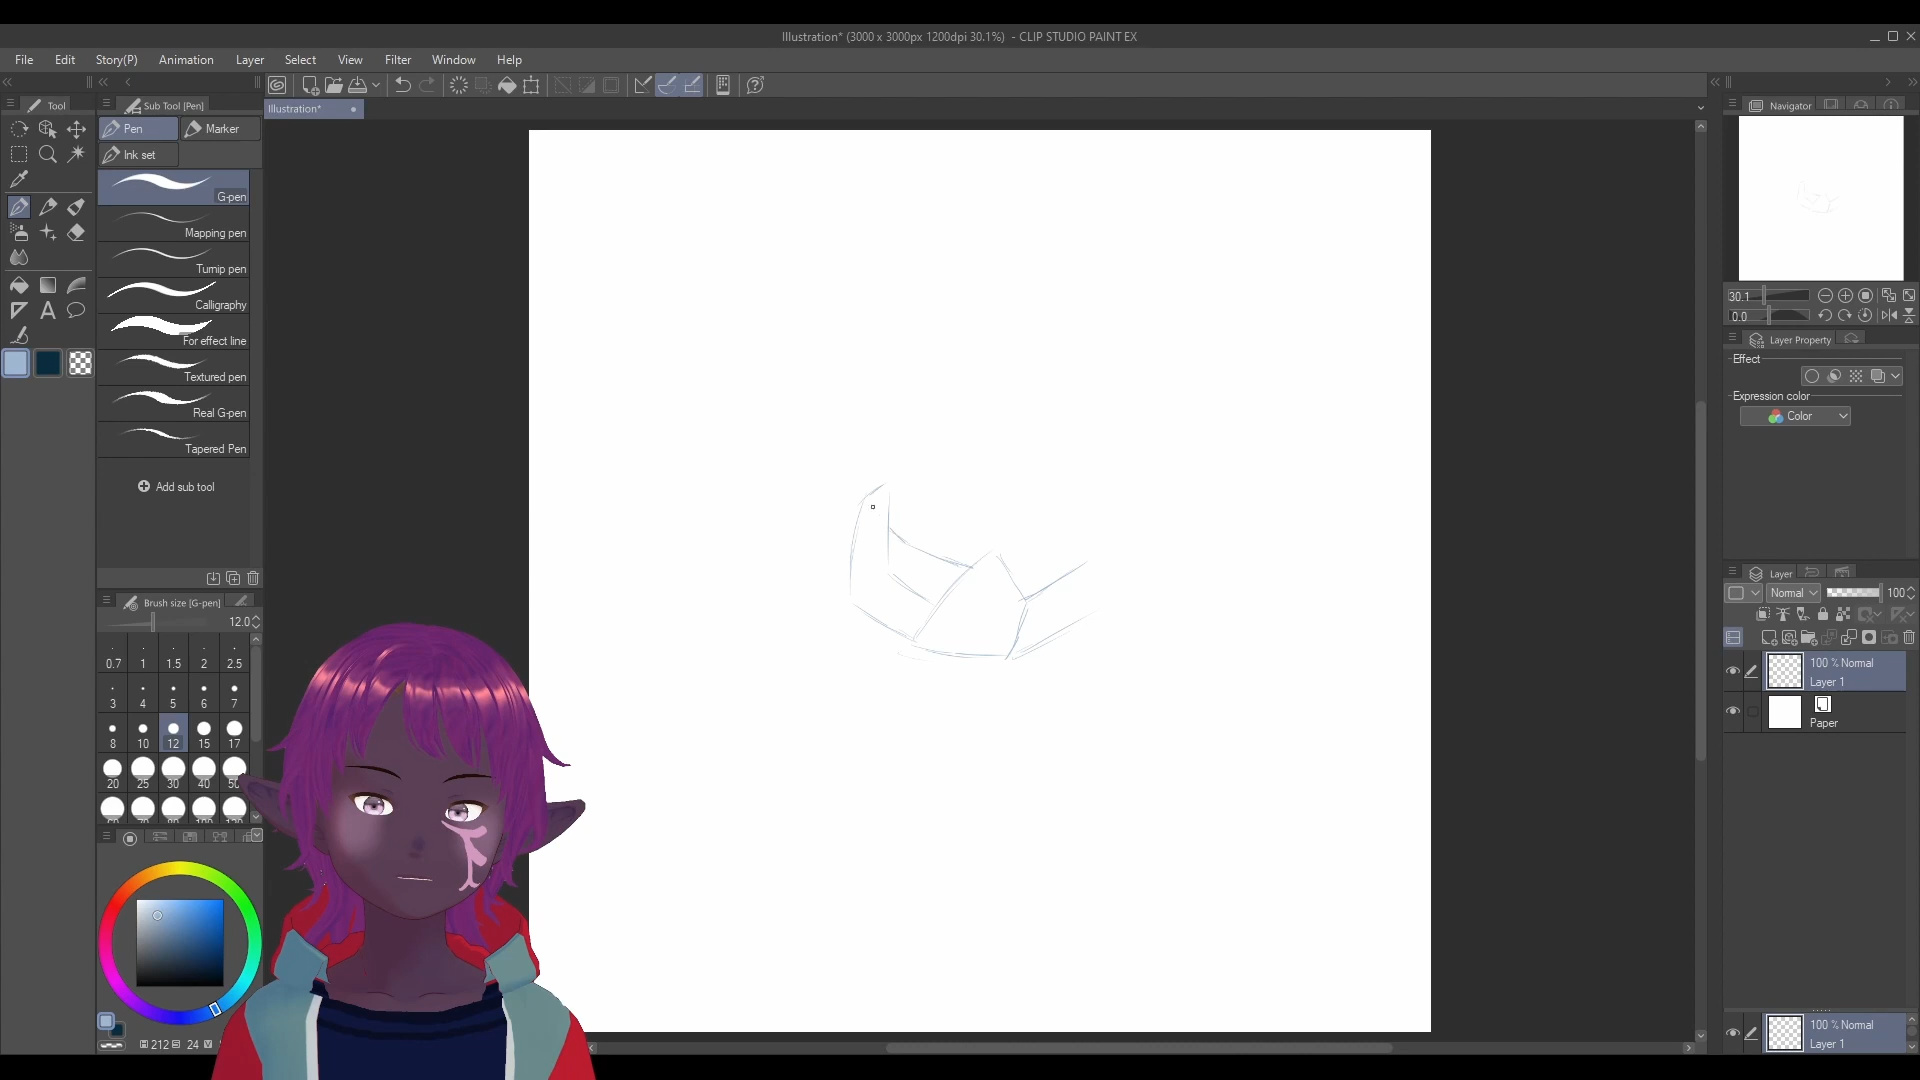 Illustration* (3000 x 3000px 1200dpi 30.1%)  - CLIP STUDIO PAINT EX
File Edit Story(P) Animation Layer Select View Filter Window Help
Tool
Sub Tool [Pen]
Illustration*
Navigator
Pen
Marker
Ink set
G-pen
Mapping pen
Turnip pen
Calligraphy
For effect line
Textured pen
Real G-pen
Tapered Pen
Add sub tool
30.1
0.0
Layer Property
Effect
Expression color
Color
Brush size [G-pen]
12.0
0.7 1 1.5 2 2.5
3 4 5 6 7
8 10 12 15 17
20 25 30 40 50
Layer
Normal
100
100 % Normal
Layer 1
Paper
212 24
100 % Normal
Layer 1